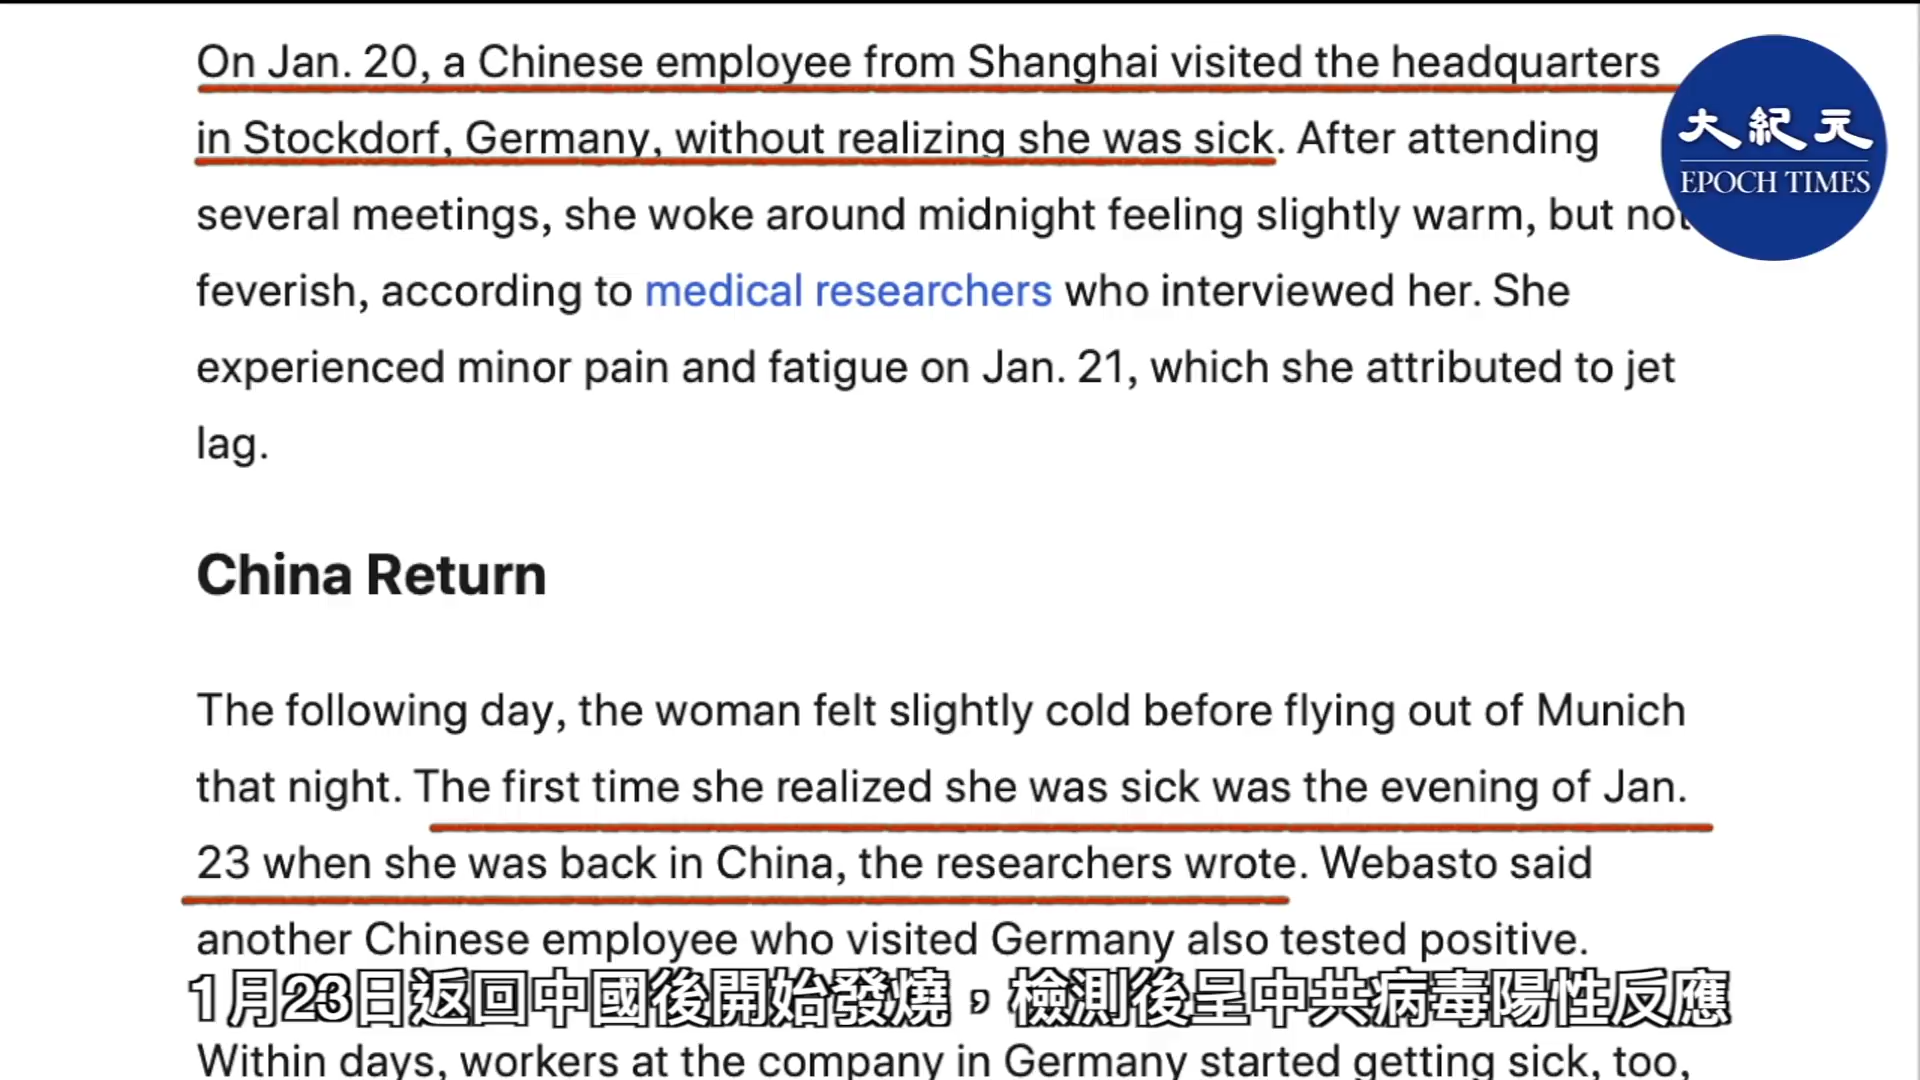 On Jan. 20, a Chinese employee from Shanghai visited the headquarters
in Stockdorf, Germany, without realizing she was sick. After attending
several meetings, she woke around midnight feeling slightly warm, but not
feverish, according to medical researchers who interviewed her. She
experienced minor pain and fatigue on Jan. 21, which she attributed to jet
lag.
大紀元
EPOCH TIMES
China Return
The following day, the woman felt slightly cold before flying out of Munich
that night. The first time she realized she was sick was the evening of Jan.
23 when she was back in China, the researchers wrote. Webasto said
another Chinese employee who visited Germany also tested positive.
1月23日返回中國後開始發燒，檢測後呈中共病毒陽性反應
Within days, workers at the company in Germany started getting sick, too,